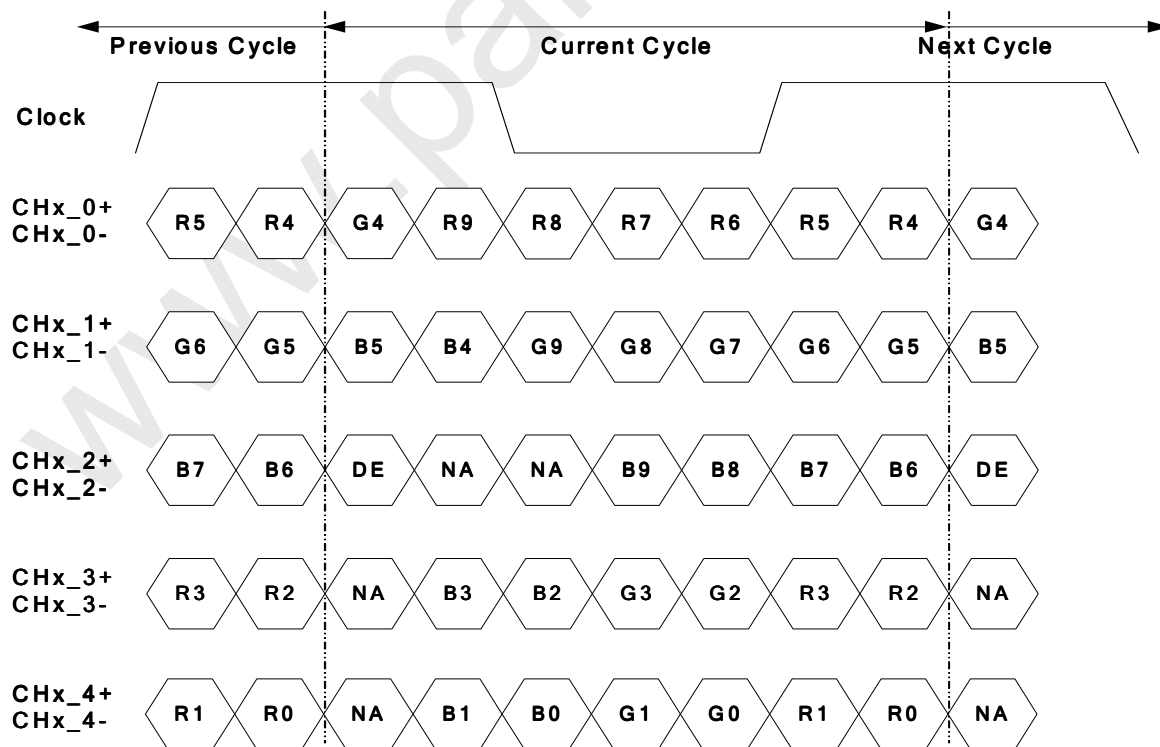 Previous Cycle Current Cycle Next Cycle
Clock
CHx_0+
CHx_0-
R5 R4 G4 R9 R8 R7 R6 R5 R4 G4
CHx_1+
CHx_1-
G6 G5 B5 B4 G9 G8 G7 G6 G5 B5
CHx_2+
CHx_2-
B7 B6 DE NA NA B9 B8 B7 B6 DE
CHx_3+
CHx_3-
R3 R2 NA B3 B2 G3 G2 R3 R2 NA
CHx_4+
CHx_4-
R1 R0 NA B1 B0 G1 G0 R1 R0 NA